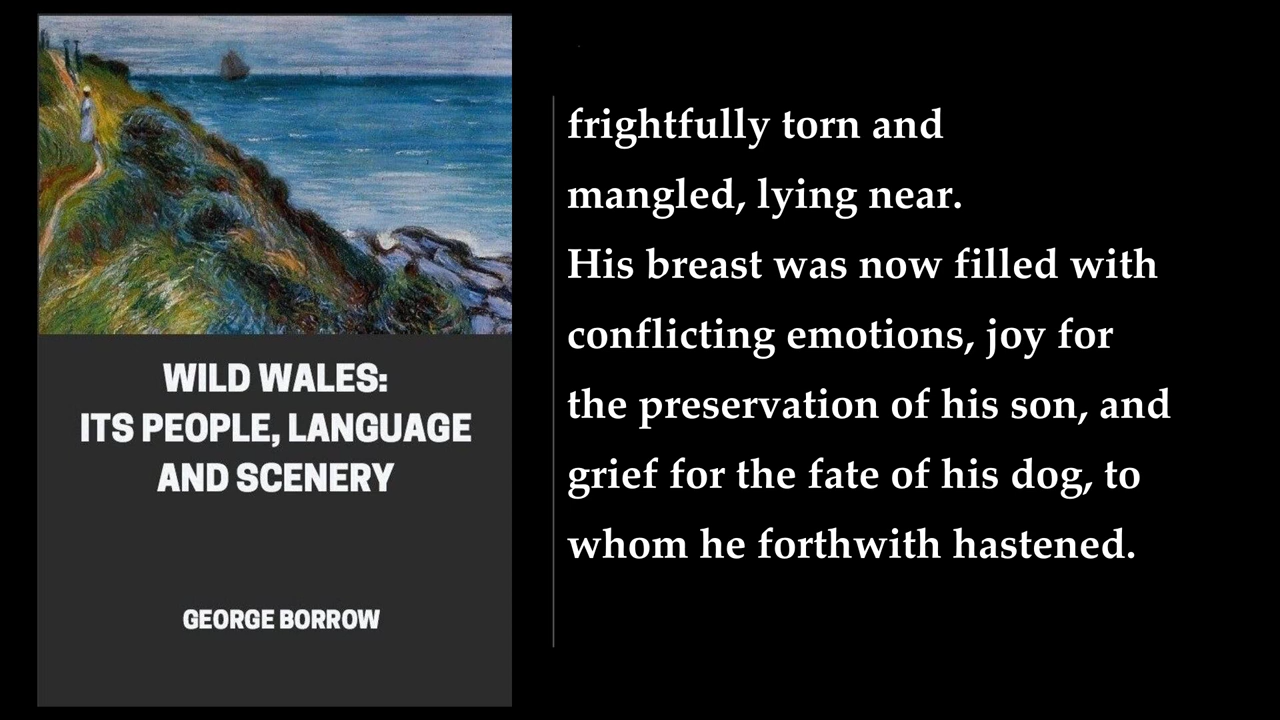 WILD WALES:
ITS PEOPLE, LANGUAGE
AND SCENERY
GEORGE BORROW
frightfully torn and
mangled, lying near.
His breast was now filled with
conflicting emotions, joy for
the preservation of his son, and
grief for the fate of his dog, to
whom he forthwith hastened.